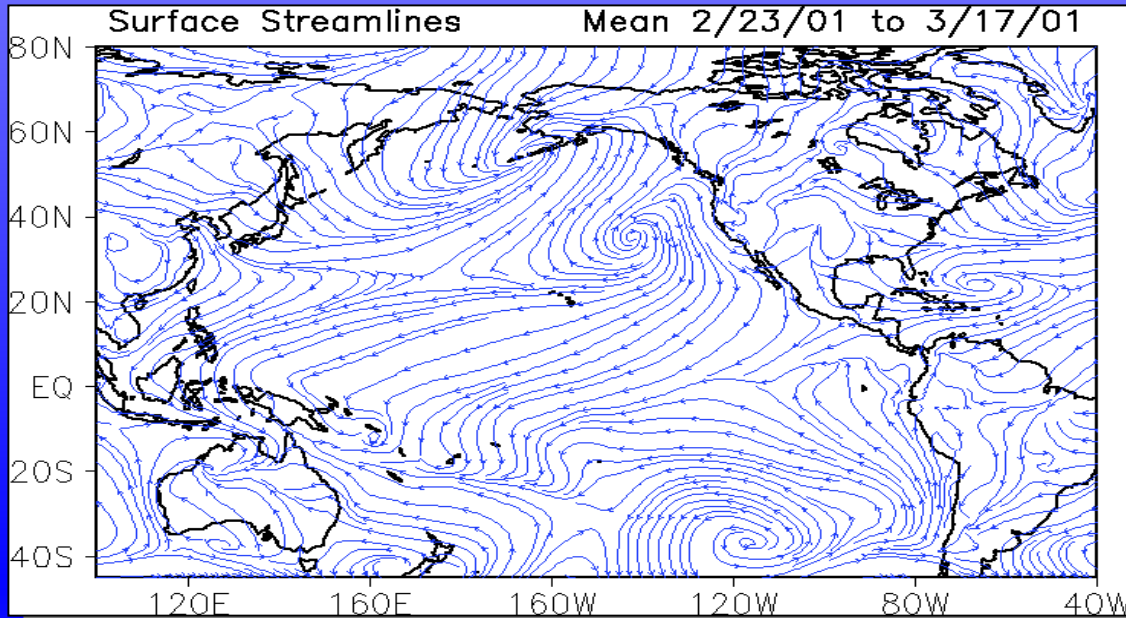 Surface Streamlines Mean 2/23/01 to 3/17/01
80N
60N
40N
20N
EQ
20S
40S
120E 160E 160W 120W 80W 40W